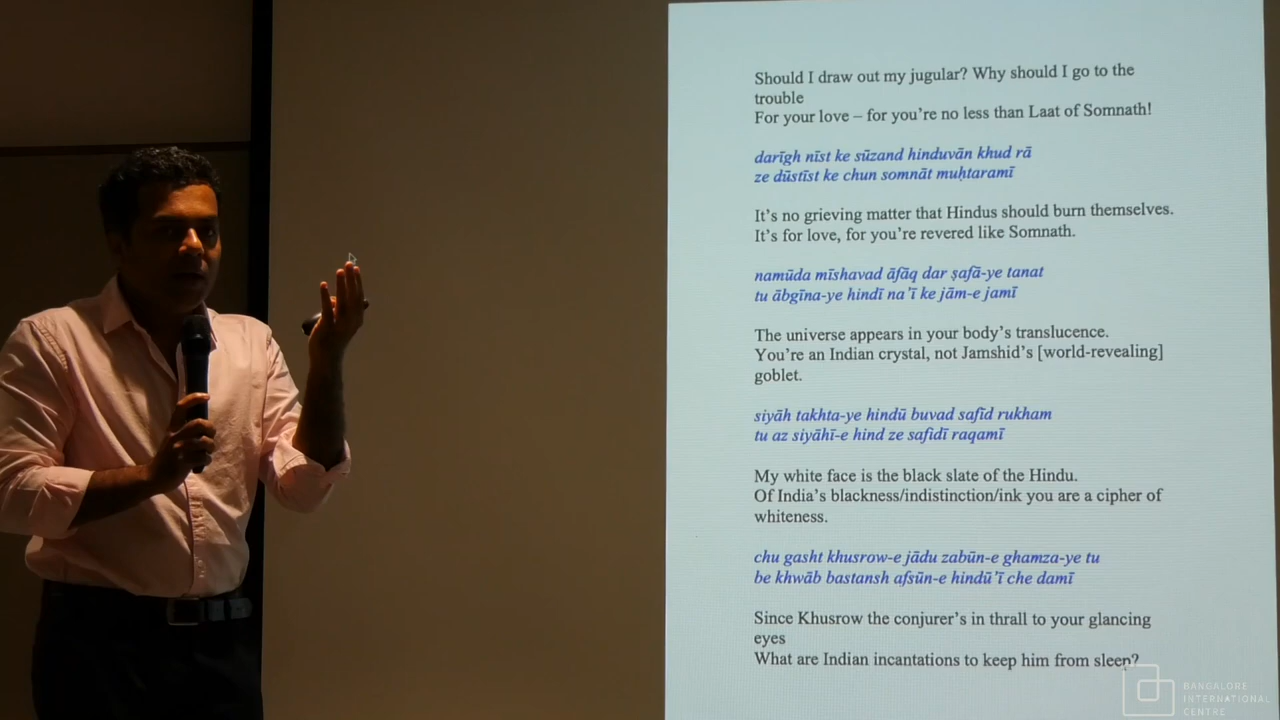 Should I draw out my jugular? Why should I go to the
trouble
For your love – for you're no less than Laat of Somnath!
darīgh nīst ke sūzand hinduvān khud rā
ze dūstīst ke chun somnāt muḥtaramī
It's no grieving matter that Hindus should burn themselves.
It's for love, for you're revered like Somnath.
namūda mīshavad āfāq dar ṣafā-ye tanat
tu ābgīna-ye hindī na'ī ke jām-e jamī
The universe appears in your body's translucence.
You're an Indian crystal, not Jamshid's [world-revealing]
goblet.
siyāh takhta-ye hindū buvad safīd rukham
tu az siyāhī-e hind ze safidī raqamī
My white face is the black slate of the Hindu.
Of India's blackness/indistinction/ink you are a cipher of
whiteness.
chu gasht khusrow-e jādu zabūn-e ghamza-ye tu
be khwāb bastansh afsūn-e hindū'ī che damī
Since Khusrow the conjurer's in thrall to your glancing
eyes
What are Indian incantations to keep him from sleep?
BANGALORE
INTERNATIONAL
CENTRE